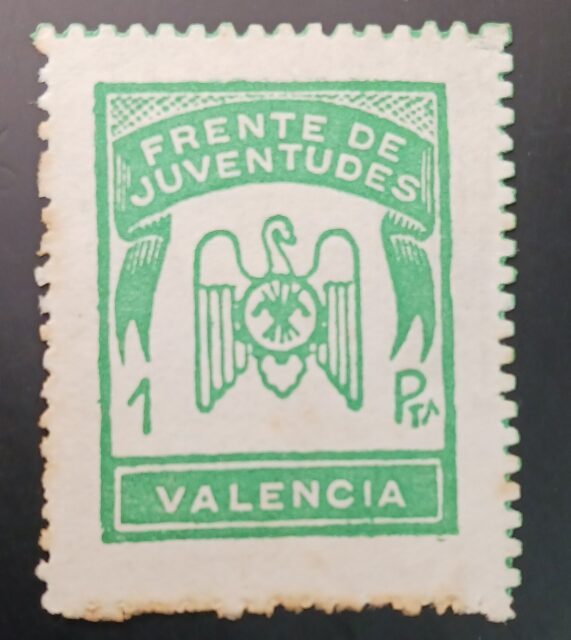 FRENTE DE
JUVENTUDES
1 Pta
VALENCIA